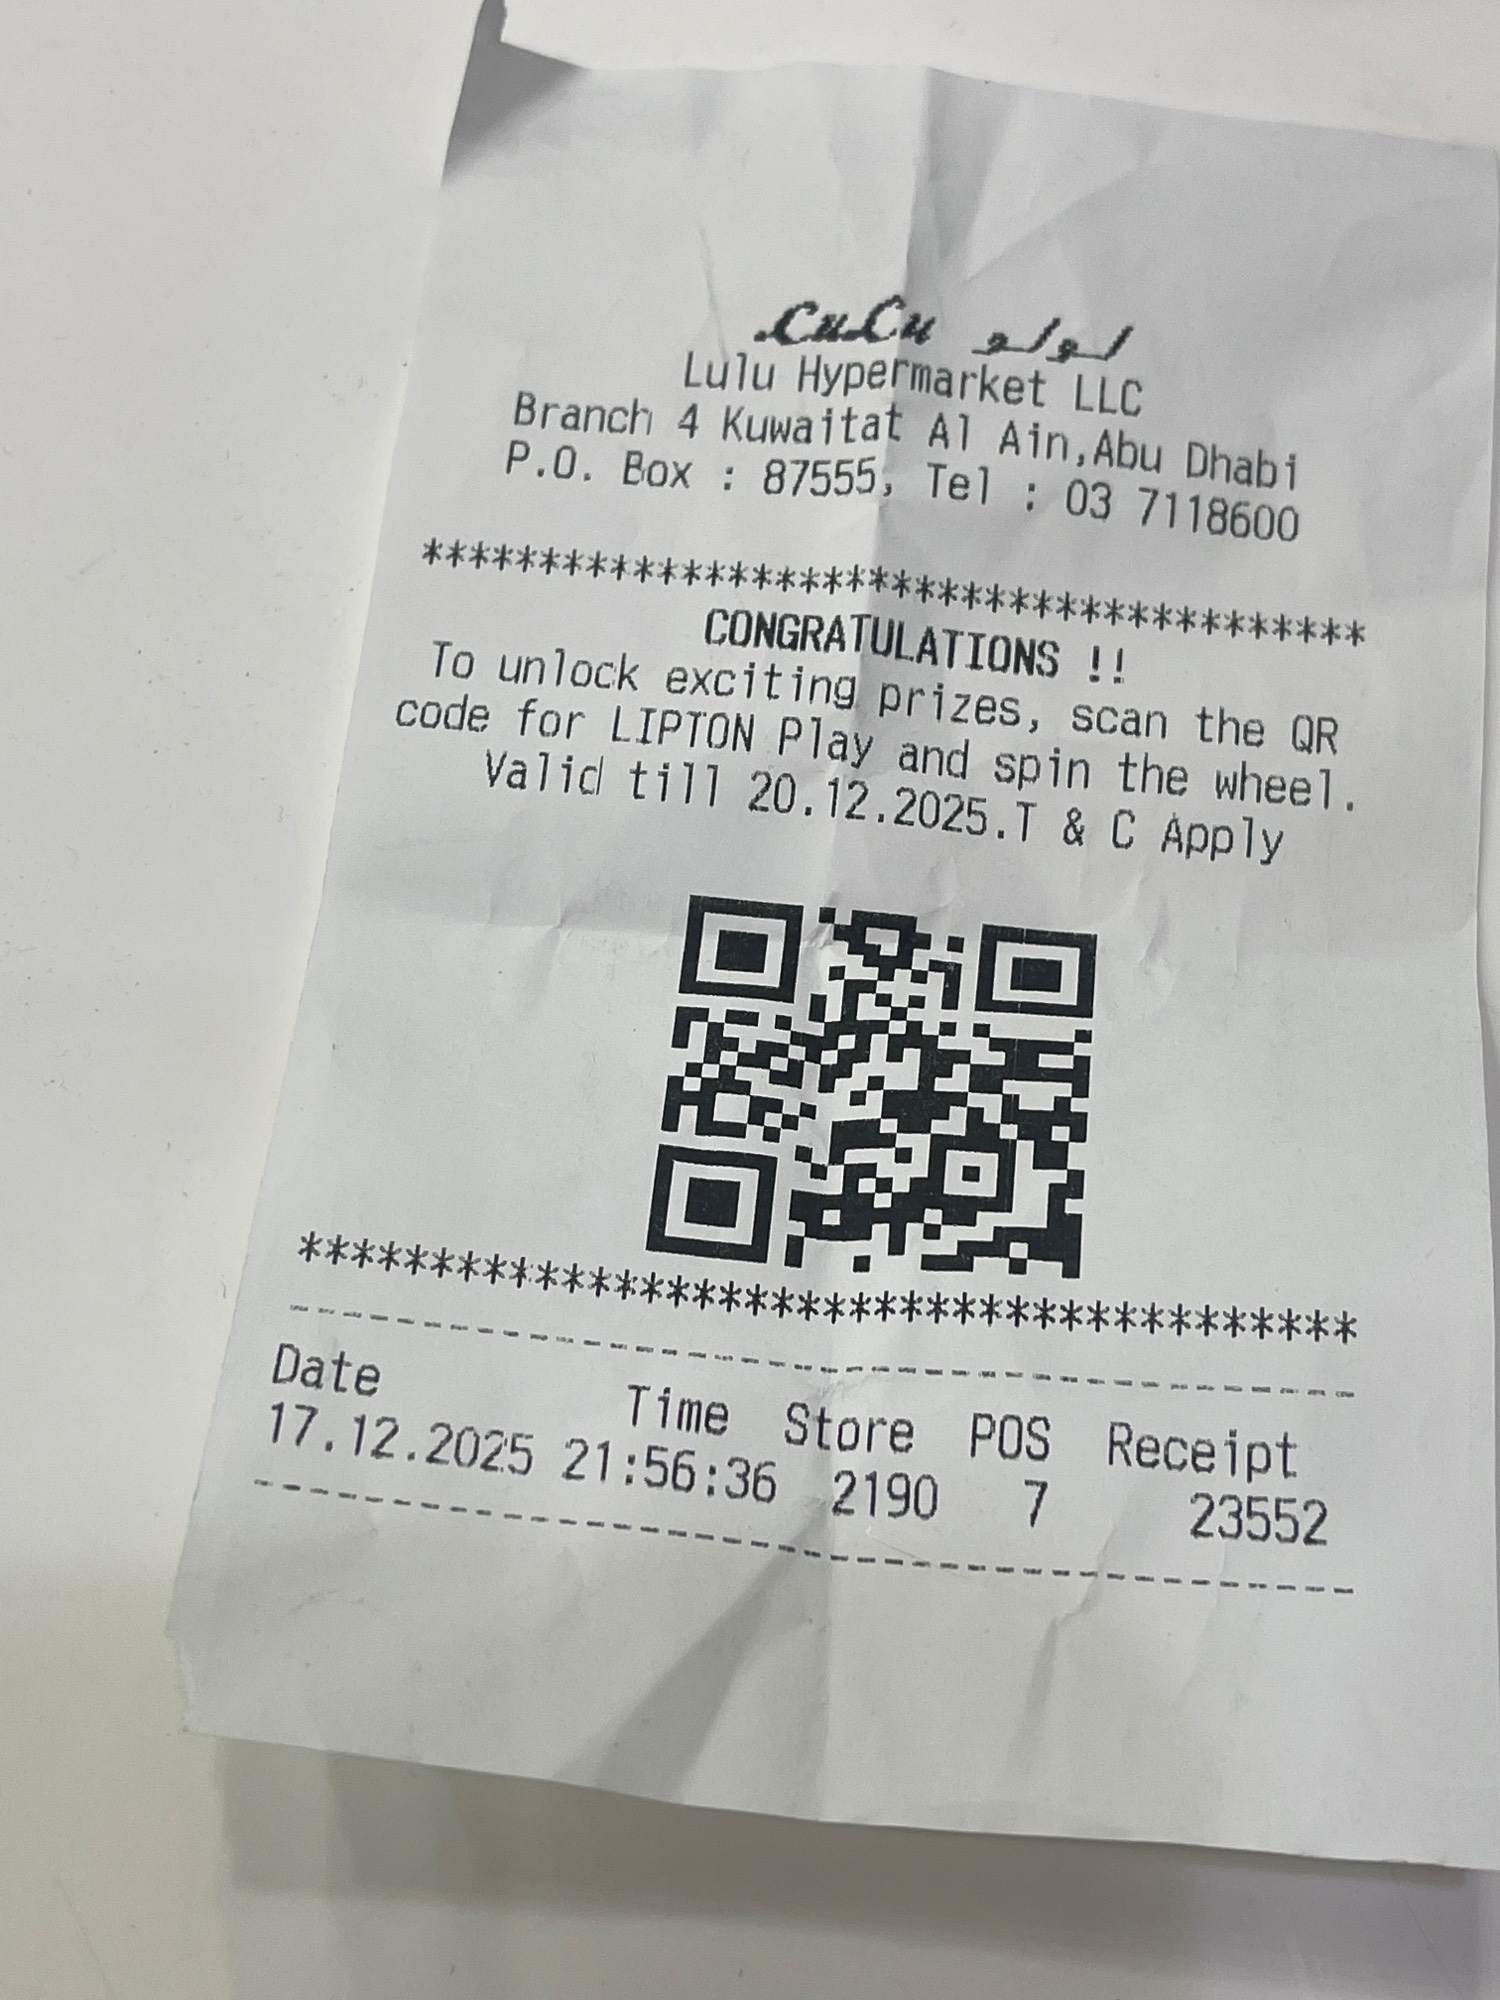 LuLu لولو
Lulu Hypermarket LLC
Branch 4 Kuwaitat Al Ain,Abu Dhabi
P.O. Box : 87555, Tel : 03 7118600
****************************************
CONGRATULATIONS !!
To unlock exciting prizes, scan the QR
code for LIPTON Play and spin the wheel.
Valid till 20.12.2025.T & C Apply
****************************************
----------------------------------------
Date Time Store POS Receipt
17.12.2025 21:56:36 2190 7 23552
----------------------------------------